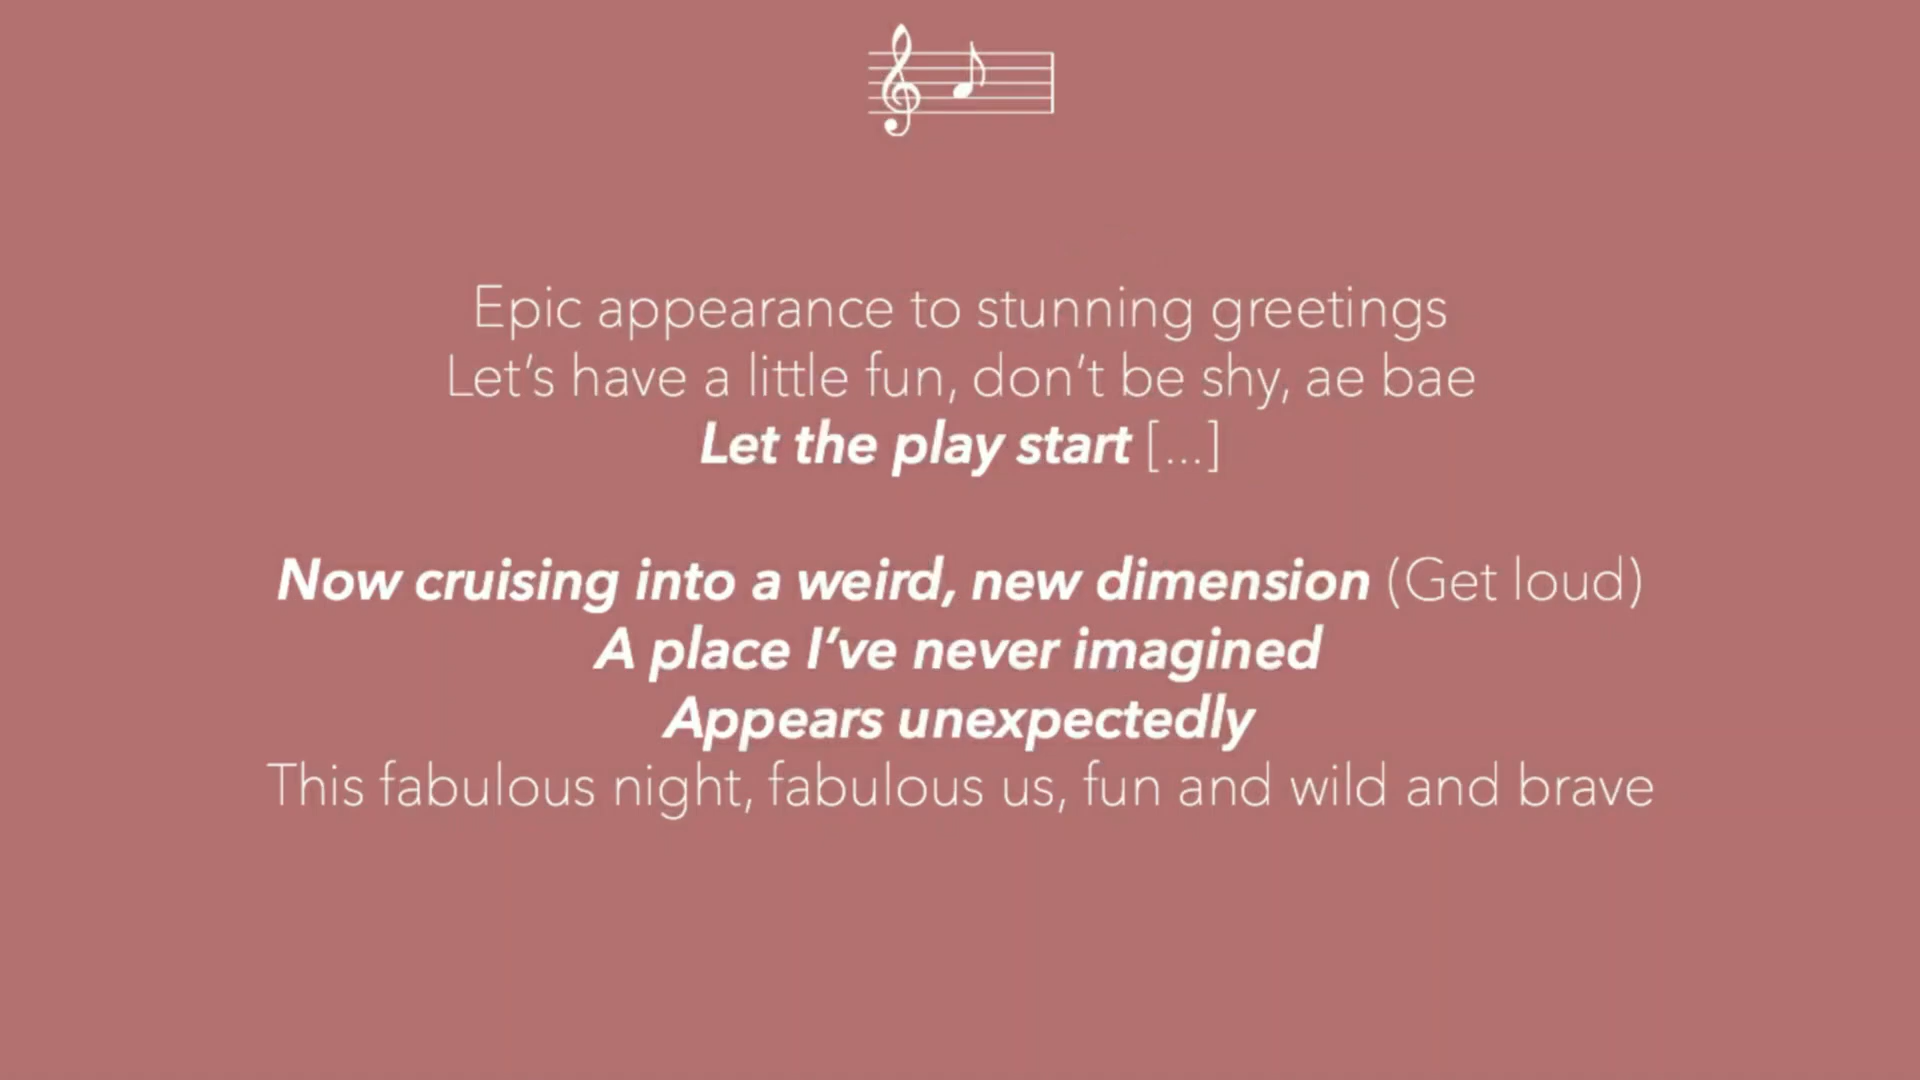 Epic appearance to stunning greetings
Let's have a little fun, don't be shy, ae bae
Let the play start [...]
Now cruising into a weird, new dimension (Get loud)
A place I've never imagined
Appears unexpectedly
This fabulous night, fabulous us, fun and wild and brave